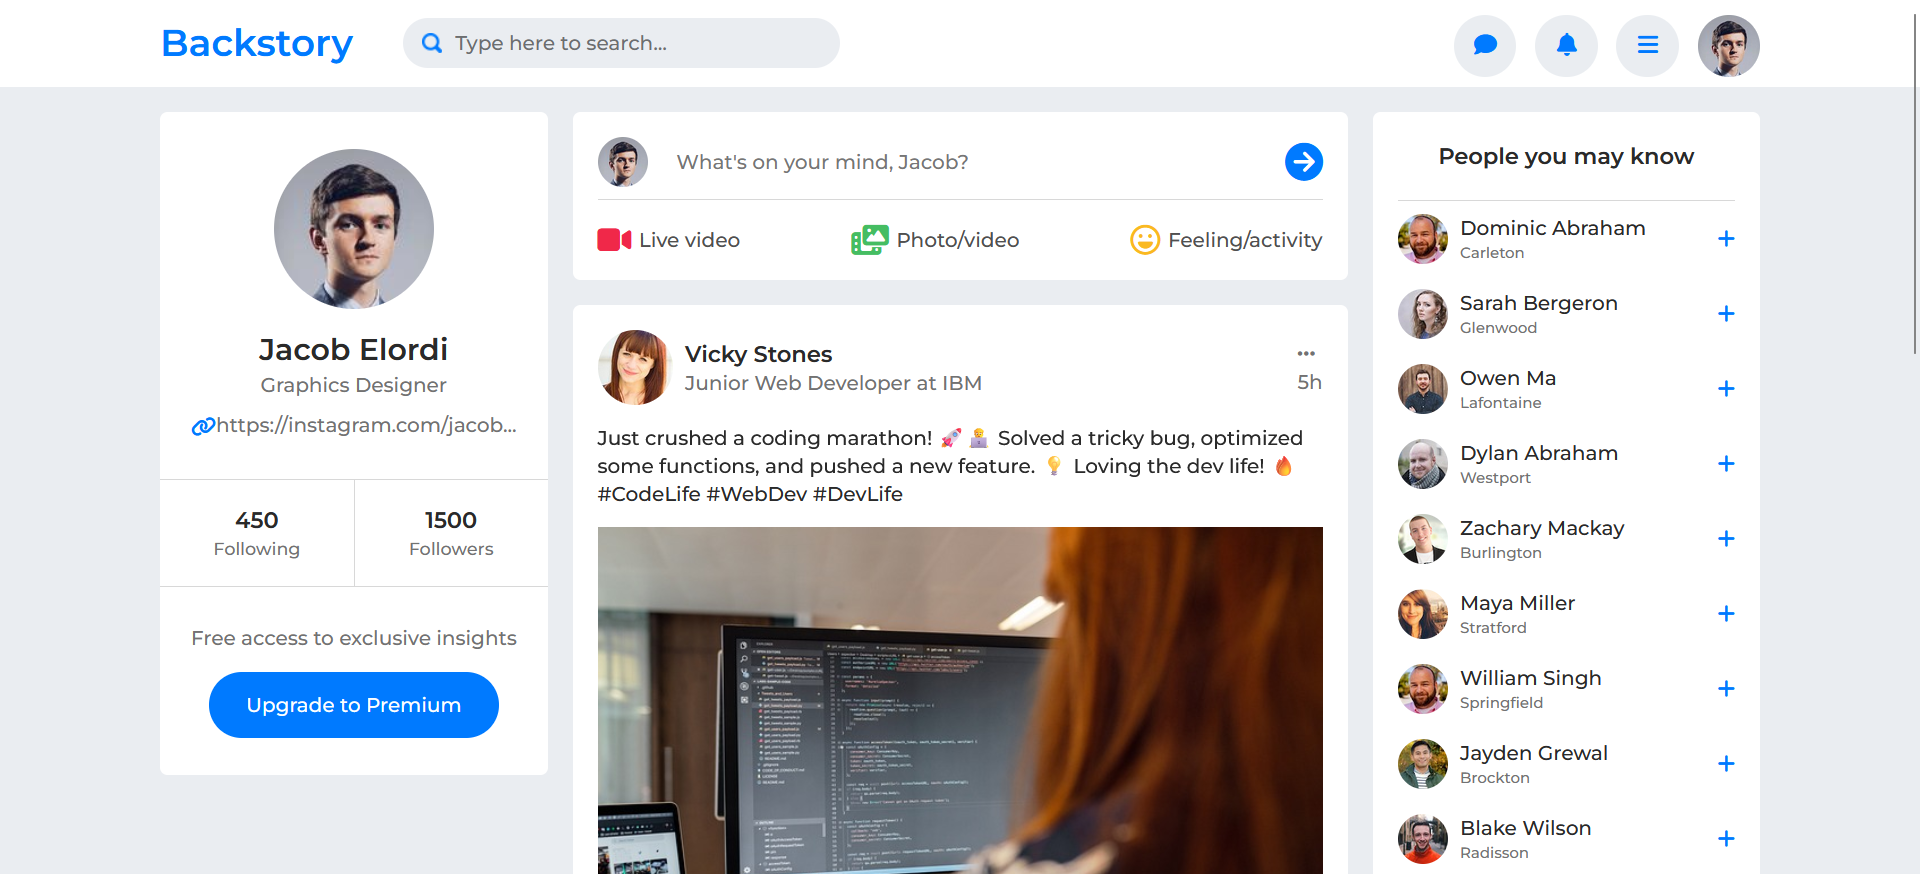 Backstory
Type here to search...
Jacob Elordi
Graphics Designer
https://instagram.com/jacob...
450
Following
1500
Followers
Free access to exclusive insights
Upgrade to Premium
What's on your mind, Jacob?
Live video
Photo/video
Feeling/activity
Vicky Stones
Junior Web Developer at IBM
5h
Just crushed a coding marathon! 🚀 👩‍💻 Solved a tricky bug, optimized
some functions, and pushed a new feature. 💡 Loving the dev life! 🔥
#CodeLife #WebDev #DevLife
People you may know
Dominic Abraham
Carleton
Sarah Bergeron
Glenwood
Owen Ma
Lafontaine
Dylan Abraham
Westport
Zachary Mackay
Burlington
Maya Miller
Stratford
William Singh
Springfield
Jayden Grewal
Brockton
Blake Wilson
Radisson